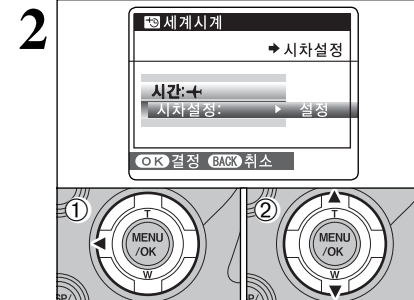 2
세계시계
➡시차설정
시간:✈
시차설정: ▶ 설정
OK 결정 BACK 취소
① T MENU /OK W SP/
② T MENU /OK W P/